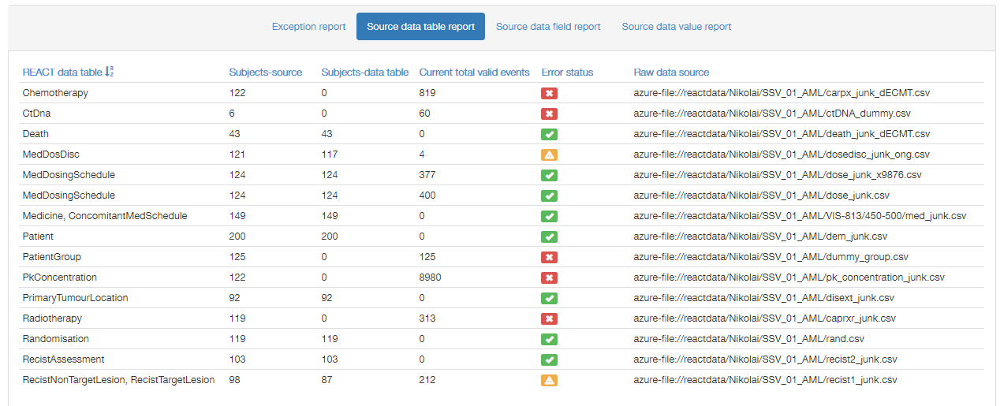 Exception report Source data table report Source data field report Source data value report
REACT data table Subjects-source Subjects-data table Current total valid events Error status Raw data source
Chemotherapy 122 0 819 azure-file://reactdata/Nikolai/SSV_01_AML/carpx_junk_dECMT.csv
CtDna 6 0 60 azure-file://reactdata/Nikolai/SSV_01_AML/ctDNA_dummy.csv
Death 43 43 0 azure-file://reactdata/Nikolai/SSV_01_AML/death_junk_dECMT.csv
MedDosDisc 121 117 4 azure-file://reactdata/Nikolai/SSV_01_AML/dosedisc_junk_ong.csv
MedDosingSchedule 124 124 377 azure-file://reactdata/Nikolai/SSV_01_AML/dose_junk_x9876.csv
MedDosingSchedule 124 124 400 azure-file://reactdata/Nikolai/SSV_01_AML/dose_junk.csv
Medicine, ConcomitantMedSchedule 149 149 0 azure-file://reactdata/Nikolai/SSV_01_AML/VIS-813/450-500/med_junk.csv
Patient 200 200 0 azure-file://reactdata/Nikolai/SSV_01_AML/dem_junk.csv
PatientGroup 125 0 125 azure-file://reactdata/Nikolai/SSV_01_AML/dummy_group.csv
PkConcentration 122 0 8980 azure-file://reactdata/Nikolai/SSV_01_AML/pk_concentration_junk.csv
PrimaryTumourLocation 92 92 0 azure-file://reactdata/Nikolai/SSV_01_AML/disext_junk.csv
Radiotherapy 119 0 313 azure-file://reactdata/Nikolai/SSV_01_AML/caprxr_junk.csv
Randomisation 119 119 0 azure-file://reactdata/Nikolai/SSV_01_AML/rand.csv
RecistAssessment 103 103 0 azure-file://reactdata/Nikolai/SSV_01_AML/recist2_junk.csv
RecistNonTargetLesion, RecistTargetLesion 98 87 212 azure-file://reactdata/Nikolai/SSV_01_AML/recist1_junk.csv